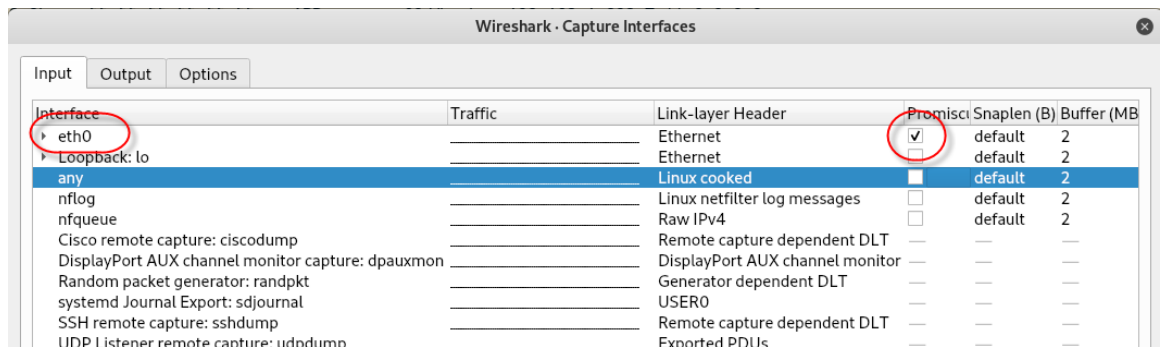 Wireshark · Capture Interfaces
Input Output Options
Interface Traffic Link-layer Header Promiscu Snaplen (B) Buffer (MB
eth0 Ethernet default 2
Loopback: lo Ethernet default 2
any Linux cooked default 2
nflog Linux netfilter log messages default 2
nfqueue Raw IPv4 default 2
Cisco remote capture: ciscodump Remote capture dependent DLT — — —
DisplayPort AUX channel monitor capture: dpauxmon DisplayPort AUX channel monitor — — —
Random packet generator: randpkt Generator dependent DLT — — —
systemd Journal Export: sdjournal USER0 — — —
SSH remote capture: sshdump Remote capture dependent DLT — — —
UDP Listener remote capture: udpdump Exported PDUs — — —